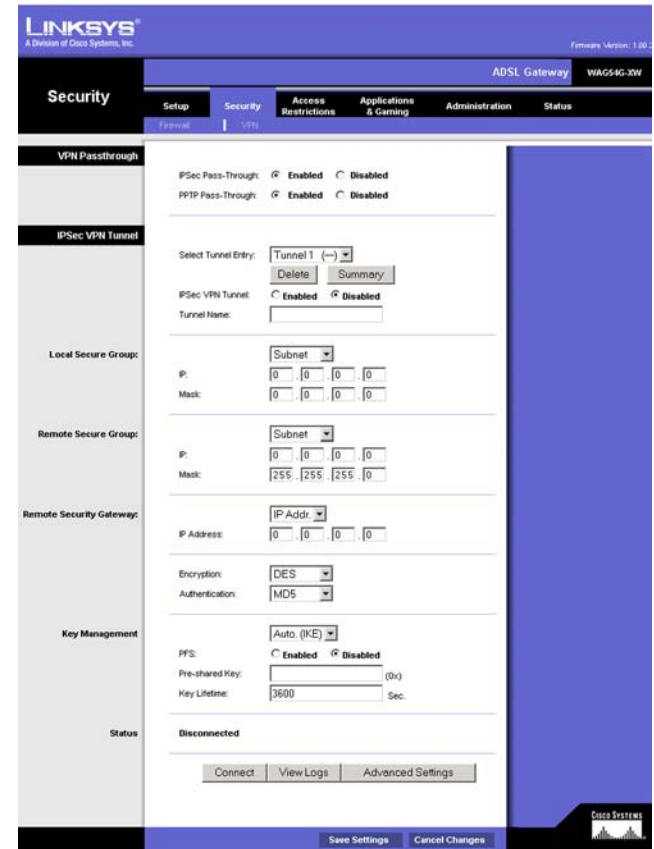 LINKSYS®
A Division of Cisco Systems, Inc.
Firmware Version: 1.00.
ADSL Gateway WAG54G-XW
Security
Setup Security Access Restrictions Applications & Gaming Administration Status
Firewall VPN
VPN Passthrough
IPSec Pass-Through: Enabled Disabled
PPTP Pass-Through: Enabled Disabled
IPSec VPN Tunnel
Select Tunnel Entry: Tunnel 1 (---)
Delete Summary
IPSec VPN Tunnel: Enabled Disabled
Tunnel Name:
Local Secure Group: Subnet
IP: 0 . 0 . 0 . 0
Mask: 0 . 0 . 0 . 0
Remote Secure Group: Subnet
IP: 0 . 0 . 0 . 0
Mask: 255 . 255 . 255 . 0
Remote Security Gateway: IP Addr.
IP Address: 0 . 0 . 0 . 0
Encryption: DES
Authentication: MD5
Key Management Auto. (IKE)
PFS: Enabled Disabled
Pre-shared Key: (0x)
Key Lifetime: 3600 Sec.
Status Disconnected
Connect View Logs Advanced Settings
Cisco Systems
Save Settings Cancel Changes